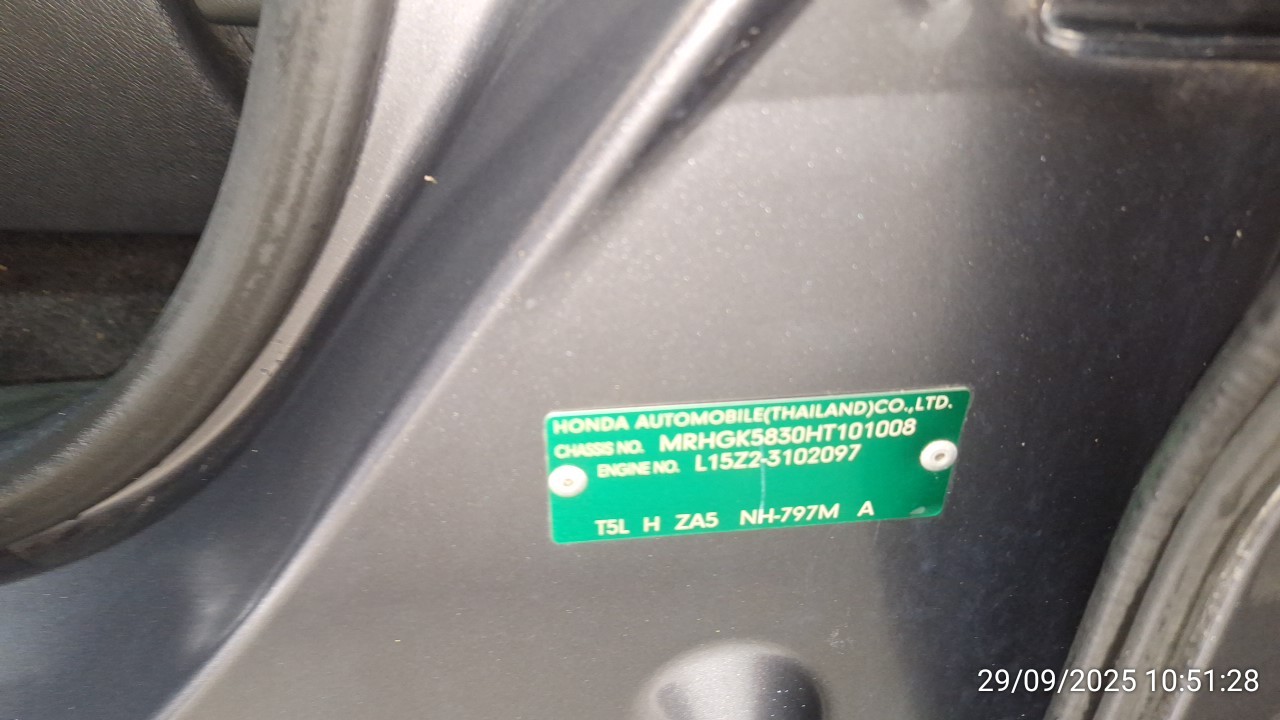 HONDA AUTOMOBILE(THAILAND)CO.,LTD.
CHASSIS NO. MRHGK5830HT101008
ENGINE NO. L15Z2-3102097
T5L H ZA5 NH-797M A
29/09/2025 10:51:28